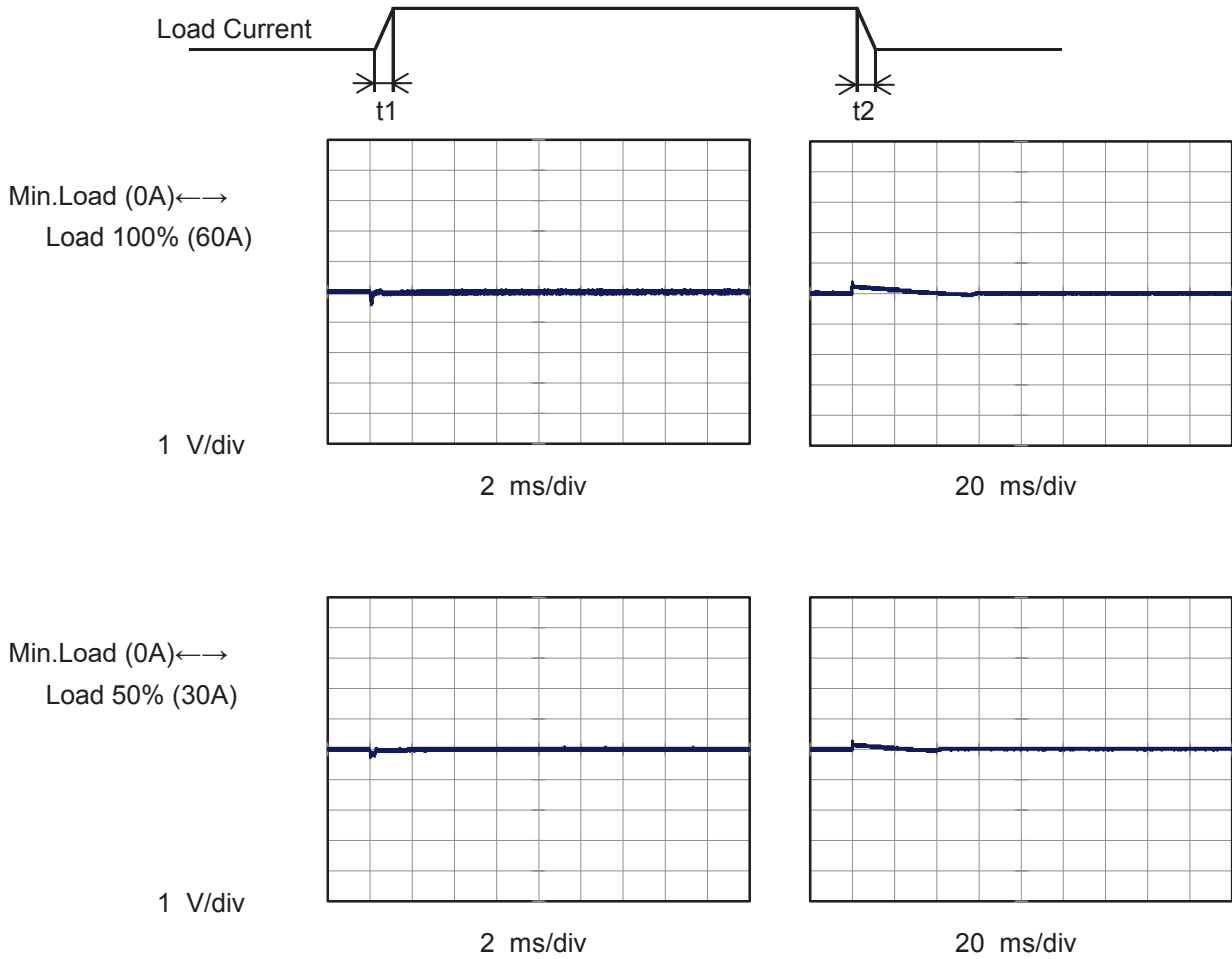 Load Current
t1
t2
Min.Load (0A)←→
Load 100% (60A)
1 V/div
2 ms/div
20 ms/div
Min.Load (0A)←→
Load 50% (30A)
1 V/div
2 ms/div
20 ms/div